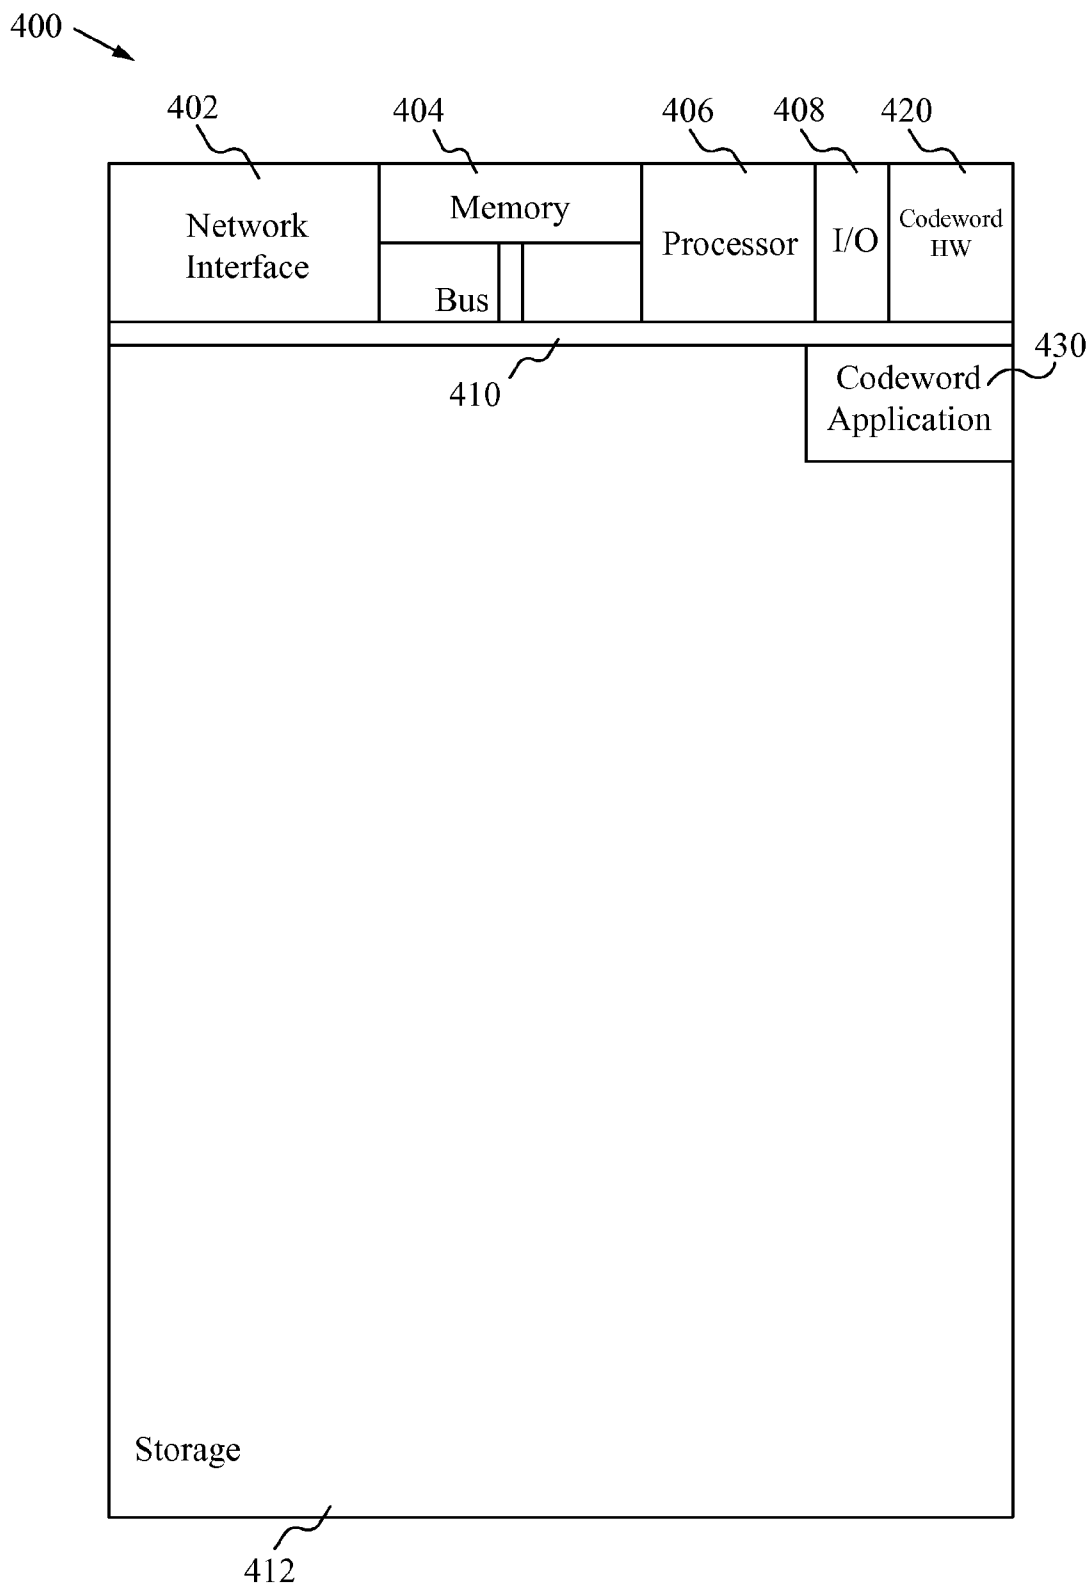 400
402
404
406
408
420
Network
Interface
Memory
Bus
Processor
I/O
Codeword
HW
410
430
Codeword
Application
Storage
412